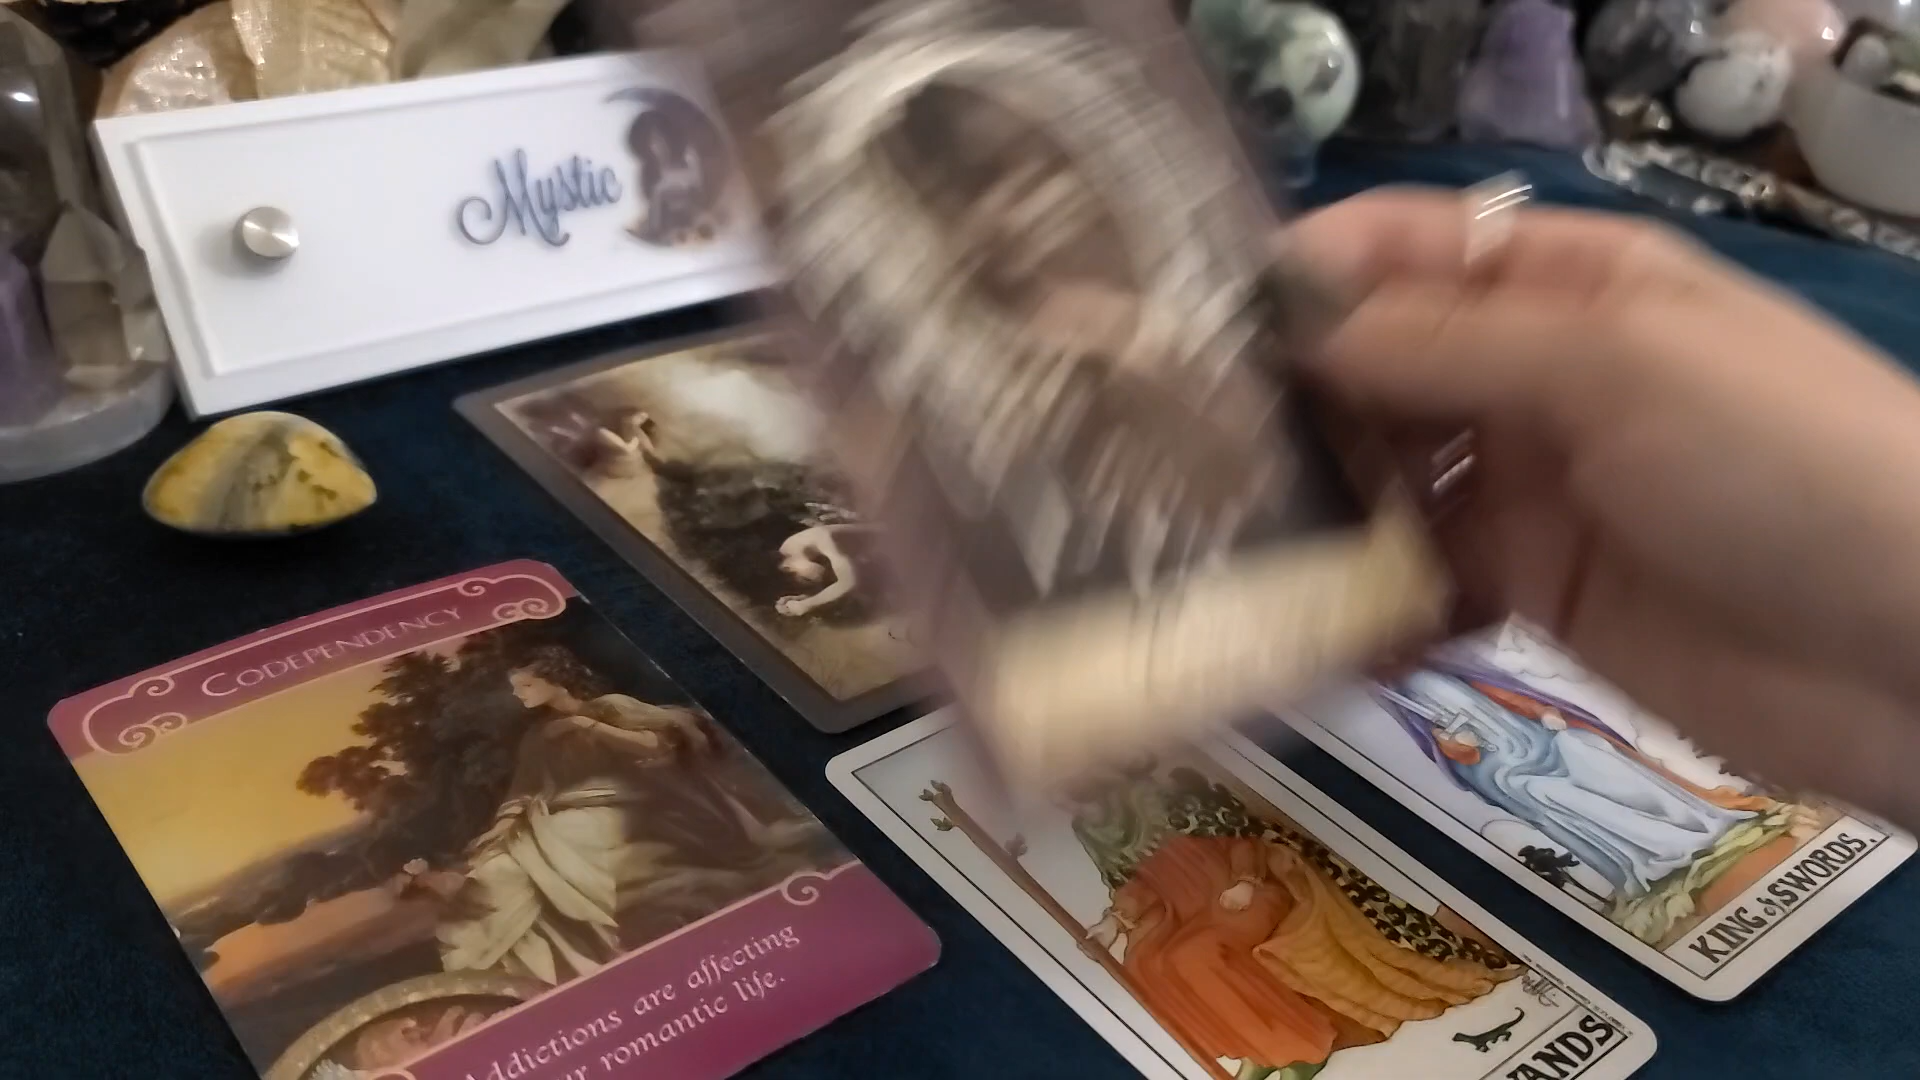 Mystic
CODEPENDENCY
Addictions are affecting
romantic life.
KING of SWORDS.
WANDS